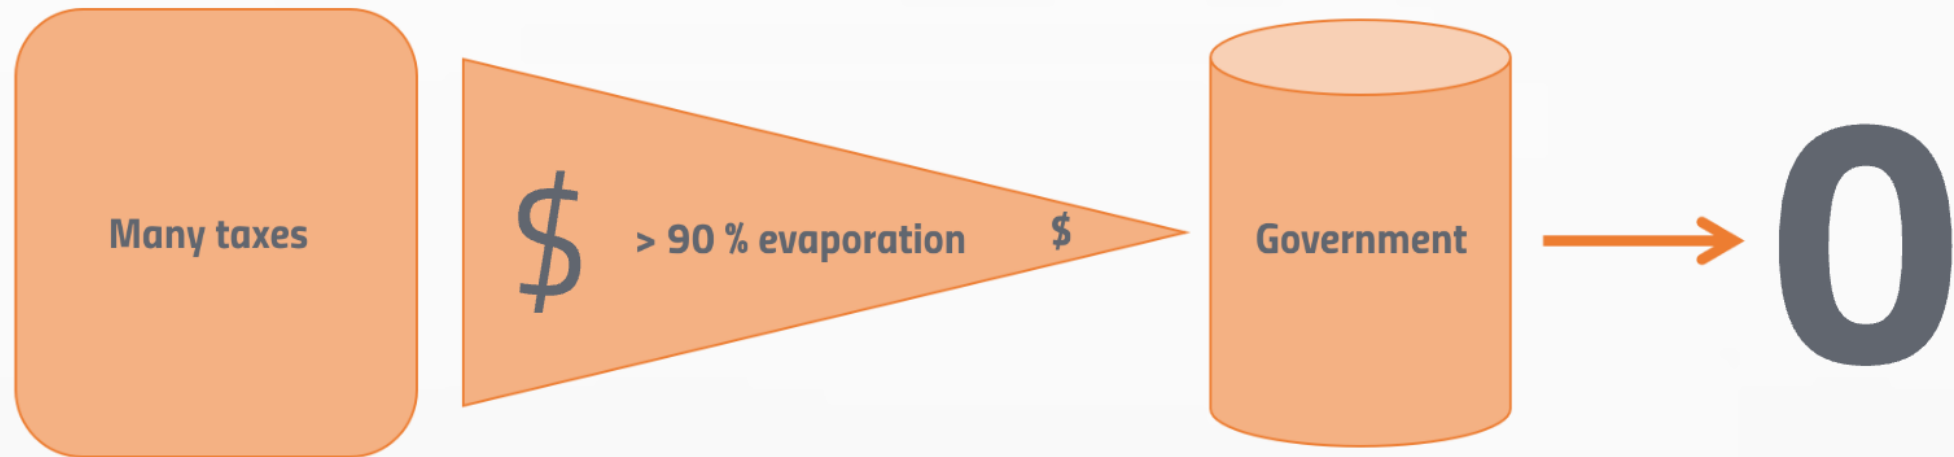 Many taxes
$
> 90 % evaporation
$
Government
0